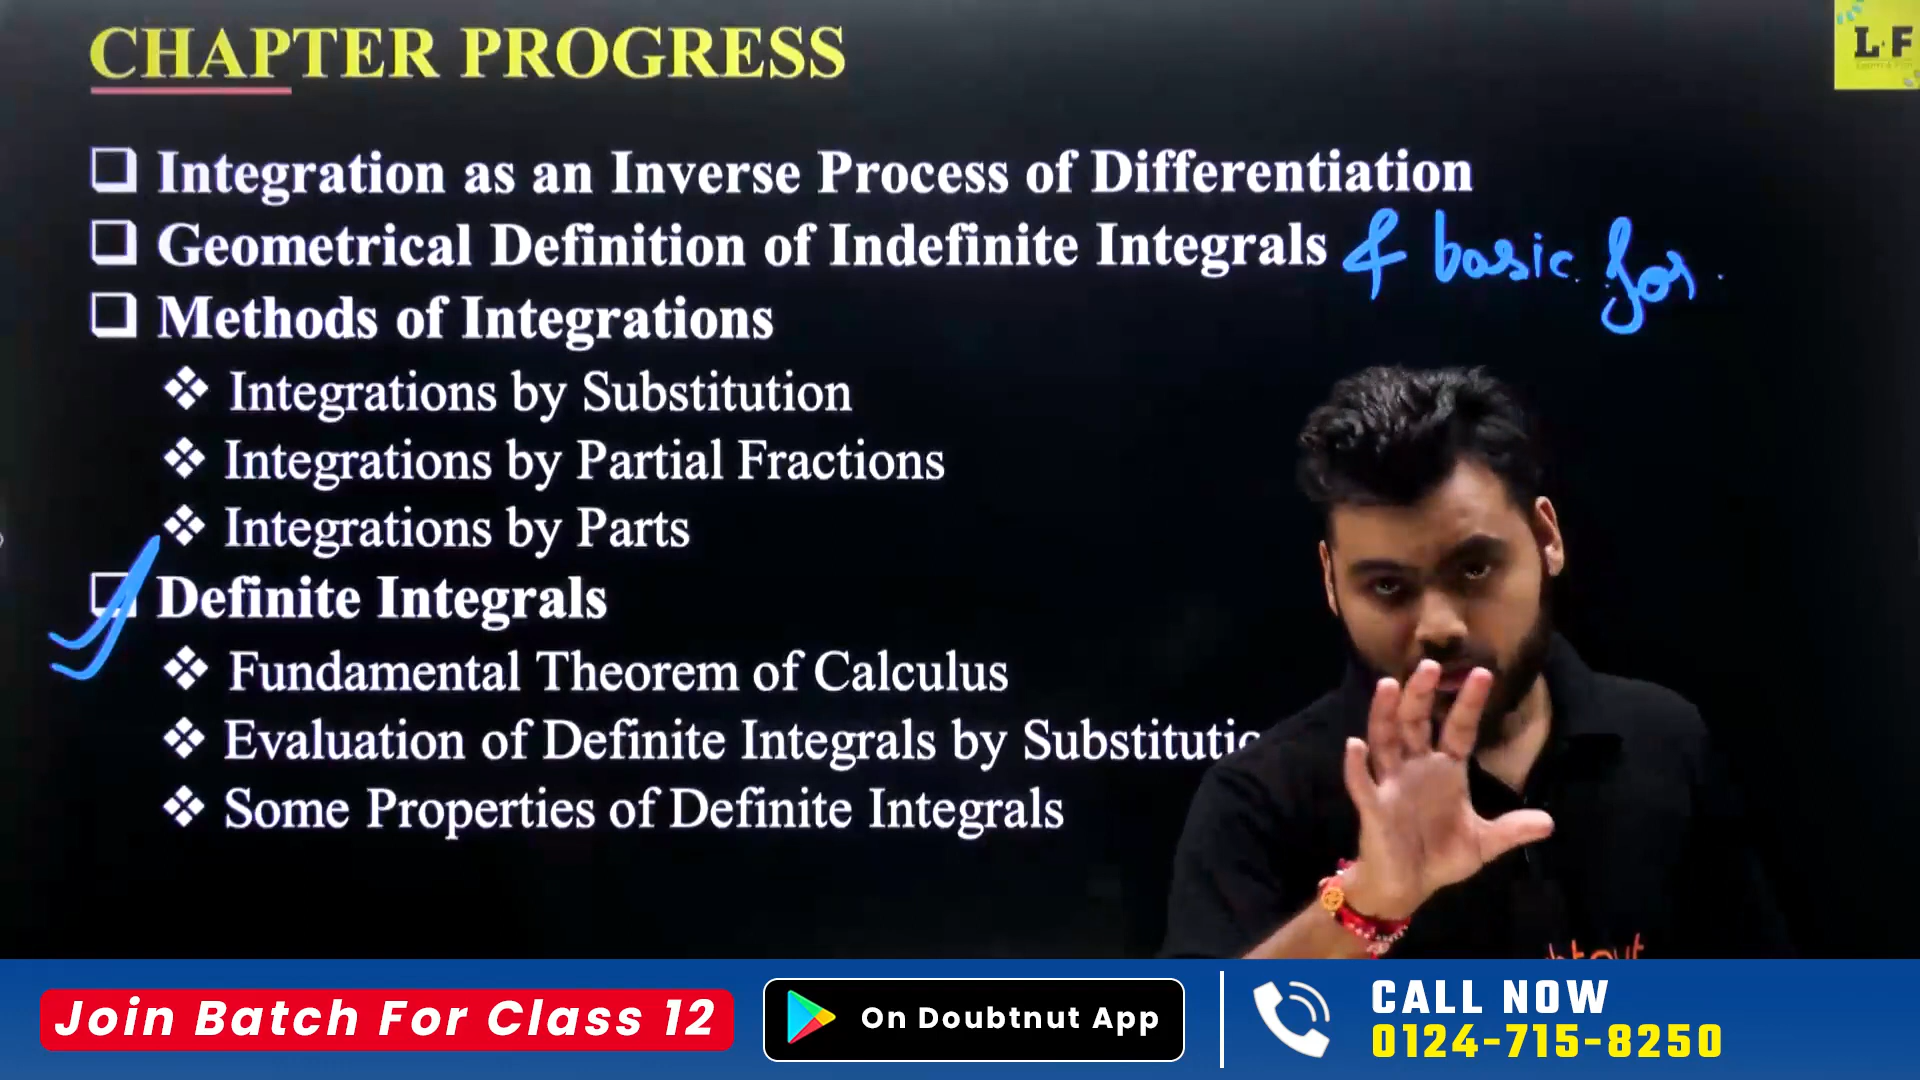 CHAPTER PROGRESS
L·F
❑ Integration as an Inverse Process of Differentiation
❑ Geometrical Definition of Indefinite Integrals & basic for
❑ Methods of Integrations
❖ Integrations by Substitution
❖ Integrations by Partial Fractions
❖ Integrations by Parts
❑ Definite Integrals
❖ Fundamental Theorem of Calculus
❖ Evaluation of Definite Integrals by Substitutio
❖ Some Properties of Definite Integrals
Join Batch For Class 12
On Doubtnut App
CALL NOW
0124-715-8250